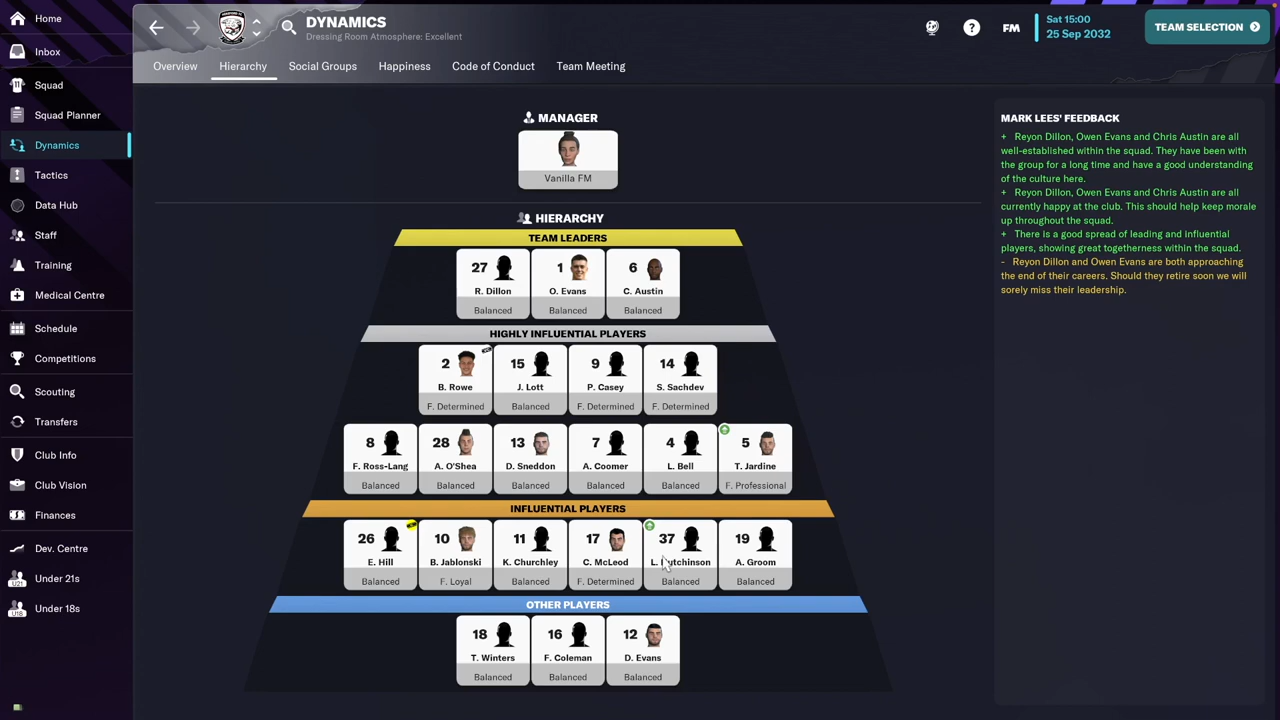 Home
Inbox
Squad
Squad Planner
Dynamics
Tactics
Data Hub
Staff
Training
Medical Centre
Schedule
Competitions
Scouting
Transfers
Club Info
Club Vision
Finances
Dev. Centre
U21 Under 21s
U18 Under 18s
DYNAMICS
Dressing Room Atmosphere: Excellent
? FM
Sat 15:00
25 Sep 2032
TEAM SELECTION
Overview Hierarchy Social Groups Happiness Code of Conduct Team Meeting
MANAGER
Vanilla FM
HIERARCHY
TEAM LEADERS
27 1 6
R. Dillon O. Evans C. Austin
Balanced Balanced Balanced
HIGHLY INFLUENTIAL PLAYERS
2 15 9 14
B. Rowe J. Lott P. Casey S. Sachdev
F. Determined Balanced F. Determined F. Determined
8 28 13 7 4 5
F. Ross-Lang A. O'Shea D. Sneddon A. Coomer L. Bell T. Jardine
Balanced Balanced Balanced Balanced Balanced F. Professional
INFLUENTIAL PLAYERS
26 10 11 17 37 19
E. Hill B. Jablonski K. Churchley C. McLeod L. Hutchinson A. Groom
Balanced F. Loyal Balanced F. Determined Balanced Balanced
OTHER PLAYERS
18 16 12
T. Winters F. Coleman D. Evans
Balanced Balanced Balanced
MARK LEES' FEEDBACK
+ Reyon Dillon, Owen Evans and Chris Austin are all
well-established within the squad. They have been with
the group for a long time and have a good understanding
of the culture here.
+ Reyon Dillon, Owen Evans and Chris Austin are all
currently happy at the club. This should help keep morale
up throughout the squad.
+ There is a good spread of leading and influential
players, showing great togetherness within the squad.
- Reyon Dillon and Owen Evans are both approaching
the end of their careers. Should they retire soon we will
sorely miss their leadership.